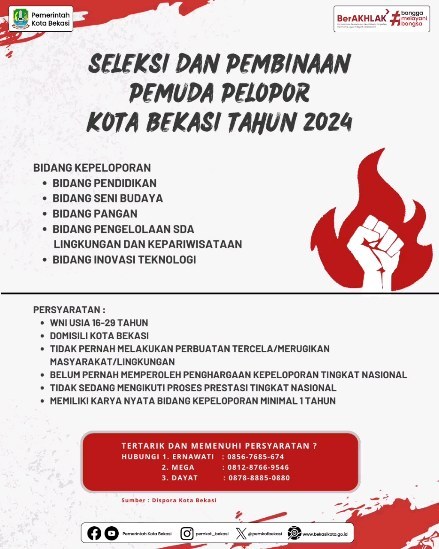 Pemerintah
Kota Bekasi
BerAKHLAK
bangga
melayani
bangsa
SELEKSI DAN PEMBINAAN
PEMUDA PELOPOR
KOTA BEKASI TAHUN 2024
BIDANG KEPELOPORAN
• BIDANG PENDIDIKAN
• BIDANG SENI BUDAYA
• BIDANG PANGAN
• BIDANG PENGELOLAAN SDA
LINGKUNGAN DAN KEPARIWISATAAN
• BIDANG INOVASI TEKNOLOGI
PERSYARATAN :
• WNI USIA 16-29 TAHUN
• DOMISILI KOTA BEKASI
• TIDAK PERNAH MELAKUKAN PERBUATAN TERCELA/MERUGIKAN
MASYARAKAT/LINGKUNGAN
• BELUM PERNAH MEMPEROLEH PENGHARGAAN KEPELOPORAN TINGKAT NASIONAL
• TIDAK SEDANG MENGIKUTI PROSES PRESTASI TINGKAT NASIONAL
• MEMILIKI KARYA NYATA BIDANG KEPELOPORAN MINIMAL 1 TAHUN
TERTARIK DAN MEMENUHI PERSYARATAN ?
HUBUNGI 1. ERNAWATI : 0856-7685-674
2. MEGA : 0812-8766-9546
3. DAYAT : 0878-8885-0880
Sumber : Dispora Kota Bekasi
Pemerintah Kota Bekasi
pemkot_bekasi
@pemkotbekasi
www.bekasikota.go.id